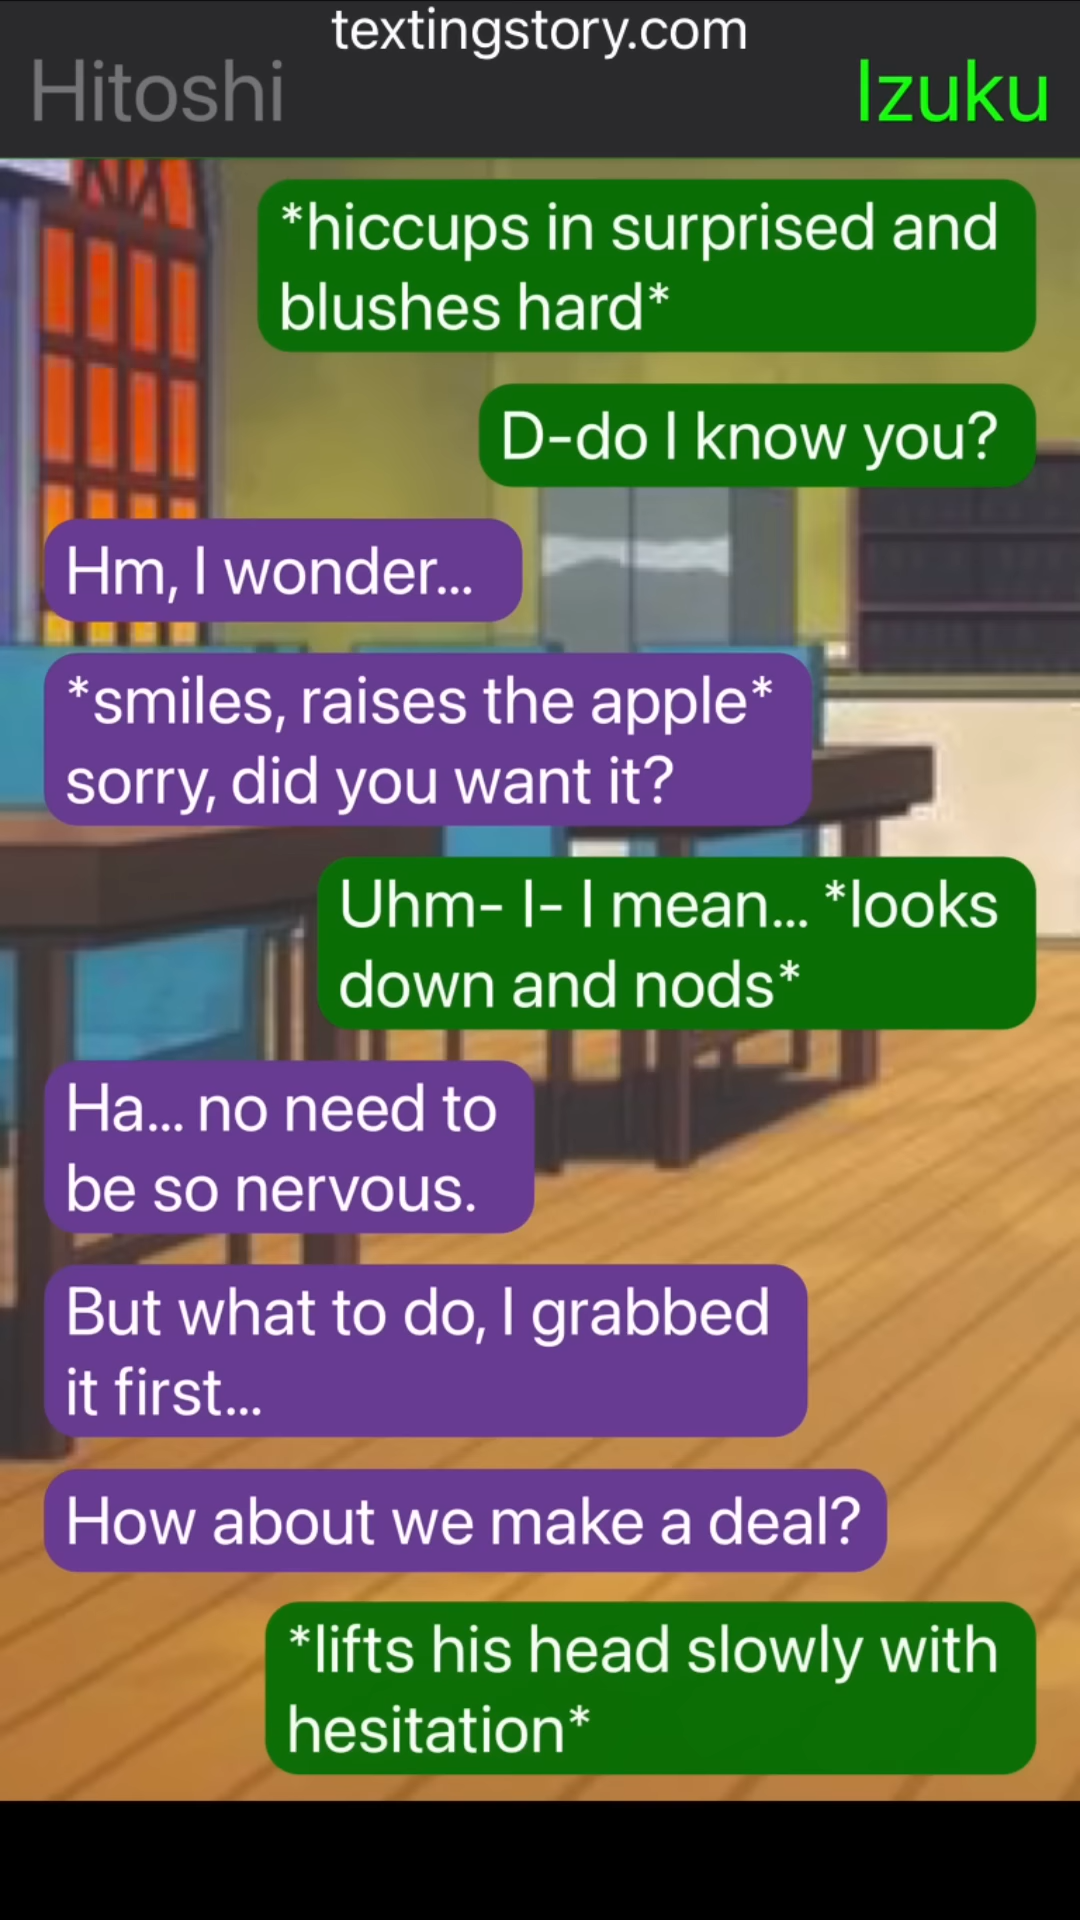 textingstory.com
Hitoshi
Izuku
*hiccups in surprised and
blushes hard*
D-do I know you?
Hm, I wonder...
*smiles, raises the apple*
sorry, did you want it?
Uhm- I- I mean... *looks
down and nods*
Ha... no need to
be so nervous.
But what to do, I grabbed
it first...
How about we make a deal?
*lifts his head slowly with
hesitation*